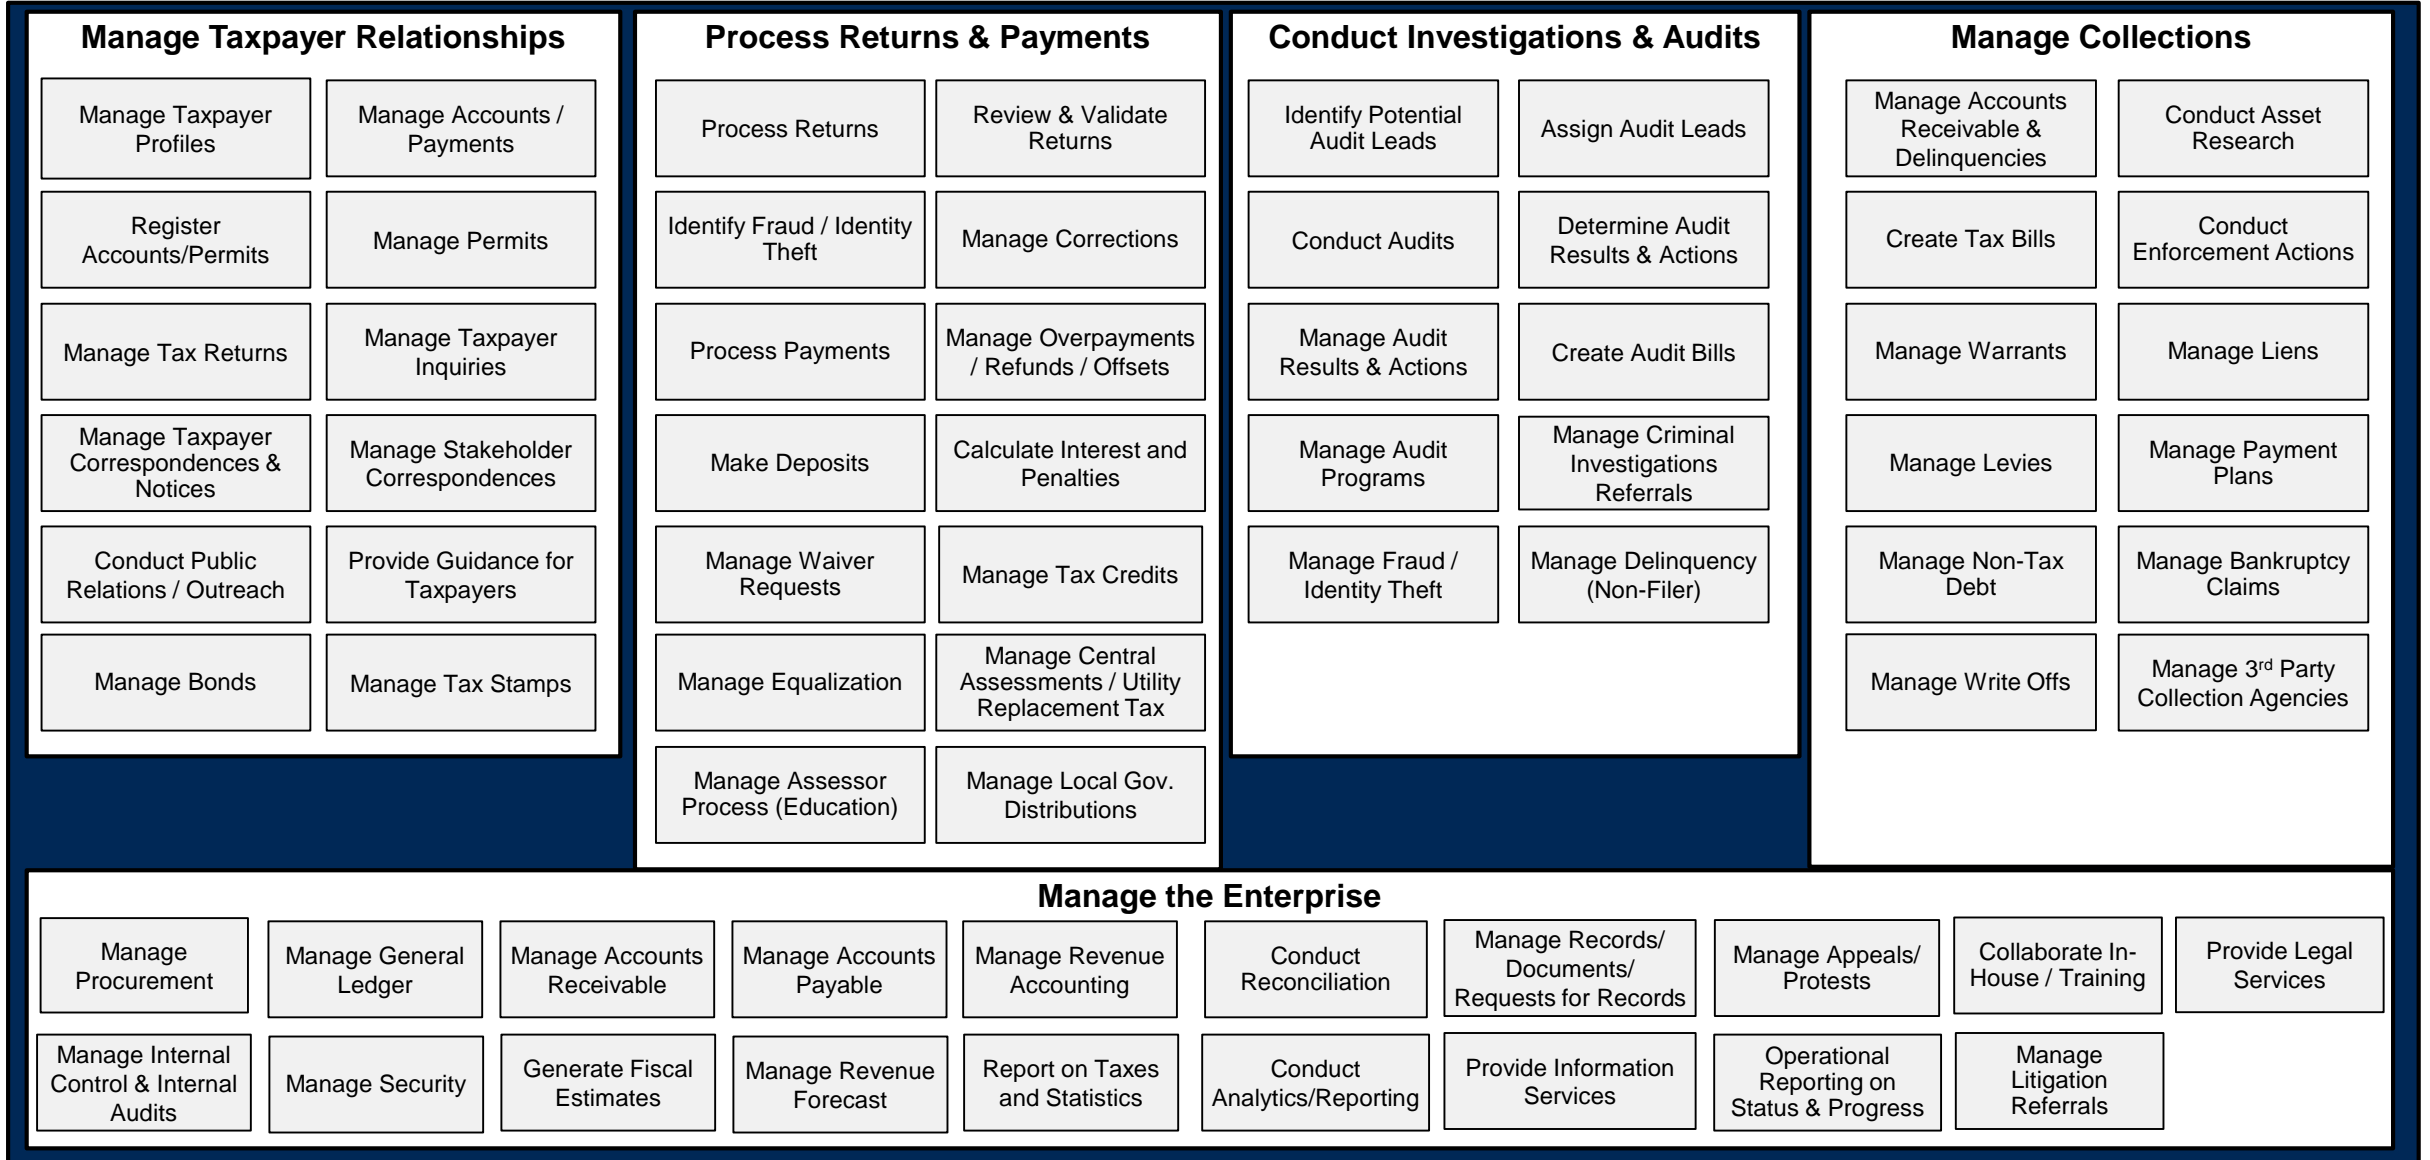 Manage Taxpayer Relationships
Manage Taxpayer
Profiles
Manage Accounts /
Payments
Register
Accounts/Permits
Manage Permits
Manage Tax Returns
Manage Taxpayer
Inquiries
Manage Taxpayer
Correspondences &
Notices
Manage Stakeholder
Correspondences
Conduct Public
Relations / Outreach
Provide Guidance for
Taxpayers
Manage Bonds
Manage Tax Stamps
Process Returns & Payments
Process Returns
Review & Validate
Returns
Identify Fraud / Identity
Theft
Manage Corrections
Process Payments
Manage Overpayments
/ Refunds / Offsets
Make Deposits
Calculate Interest and
Penalties
Manage Waiver
Requests
Manage Tax Credits
Manage Equalization
Manage Central
Assessments / Utility
Replacement Tax
Manage Assessor
Process (Education)
Manage Local Gov.
Distributions
Conduct Investigations & Audits
Identify Potential
Audit Leads
Assign Audit Leads
Conduct Audits
Determine Audit
Results & Actions
Manage Audit
Results & Actions
Create Audit Bills
Manage Audit
Programs
Manage Criminal
Investigations
Referrals
Manage Fraud /
Identity Theft
Manage Delinquency
(Non-Filer)
Manage Collections
Manage Accounts
Receivable &
Delinquencies
Conduct Asset
Research
Create Tax Bills
Conduct
Enforcement Actions
Manage Warrants
Manage Liens
Manage Levies
Manage Payment
Plans
Manage Non-Tax
Debt
Manage Bankruptcy
Claims
Manage Write Offs
Manage 3rd Party
Collection Agencies
Manage the Enterprise
Manage
Procurement
Manage General
Ledger
Manage Accounts
Receivable
Manage Accounts
Payable
Manage Revenue
Accounting
Conduct
Reconciliation
Manage Records/
Documents/
Requests for Records
Manage Appeals/
Protests
Collaborate In-
House / Training
Provide Legal
Services
Manage Internal
Control & Internal
Audits
Manage Security
Generate Fiscal
Estimates
Manage Revenue
Forecast
Report on Taxes
and Statistics
Conduct
Analytics/Reporting
Provide Information
Services
Operational
Reporting on
Status & Progress
Manage
Litigation
Referrals